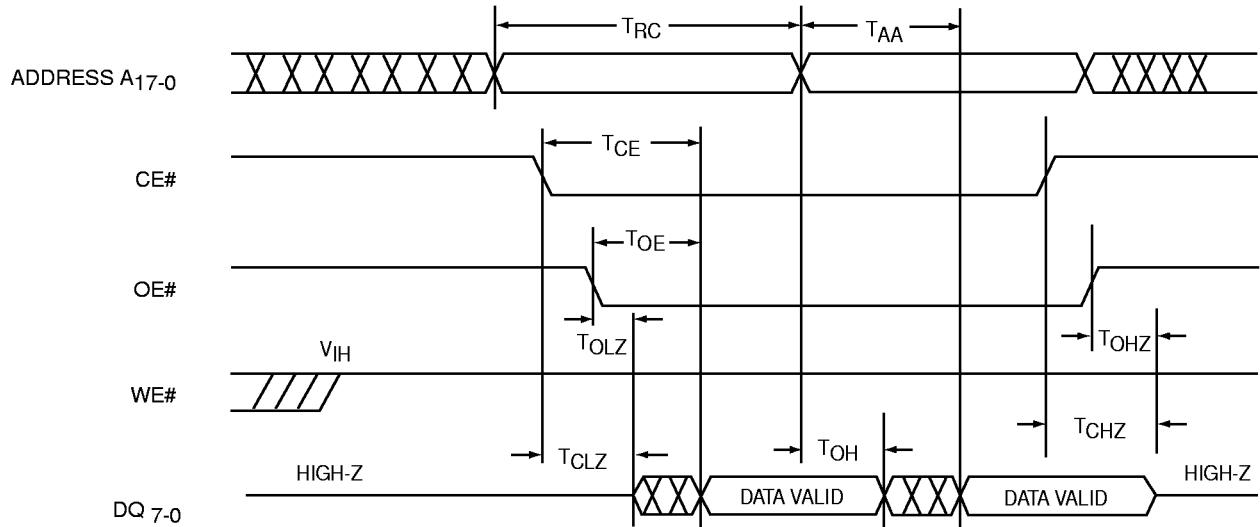 TRC
TAA
ADDRESS A17-0
TCE
CE#
TOE
OE#
TOLZ
TOHZ
VIH
WE#
TCLZ
TOH
TCHZ
HIGH-Z
HIGH-Z
DATA VALID
DATA VALID
DQ 7-0